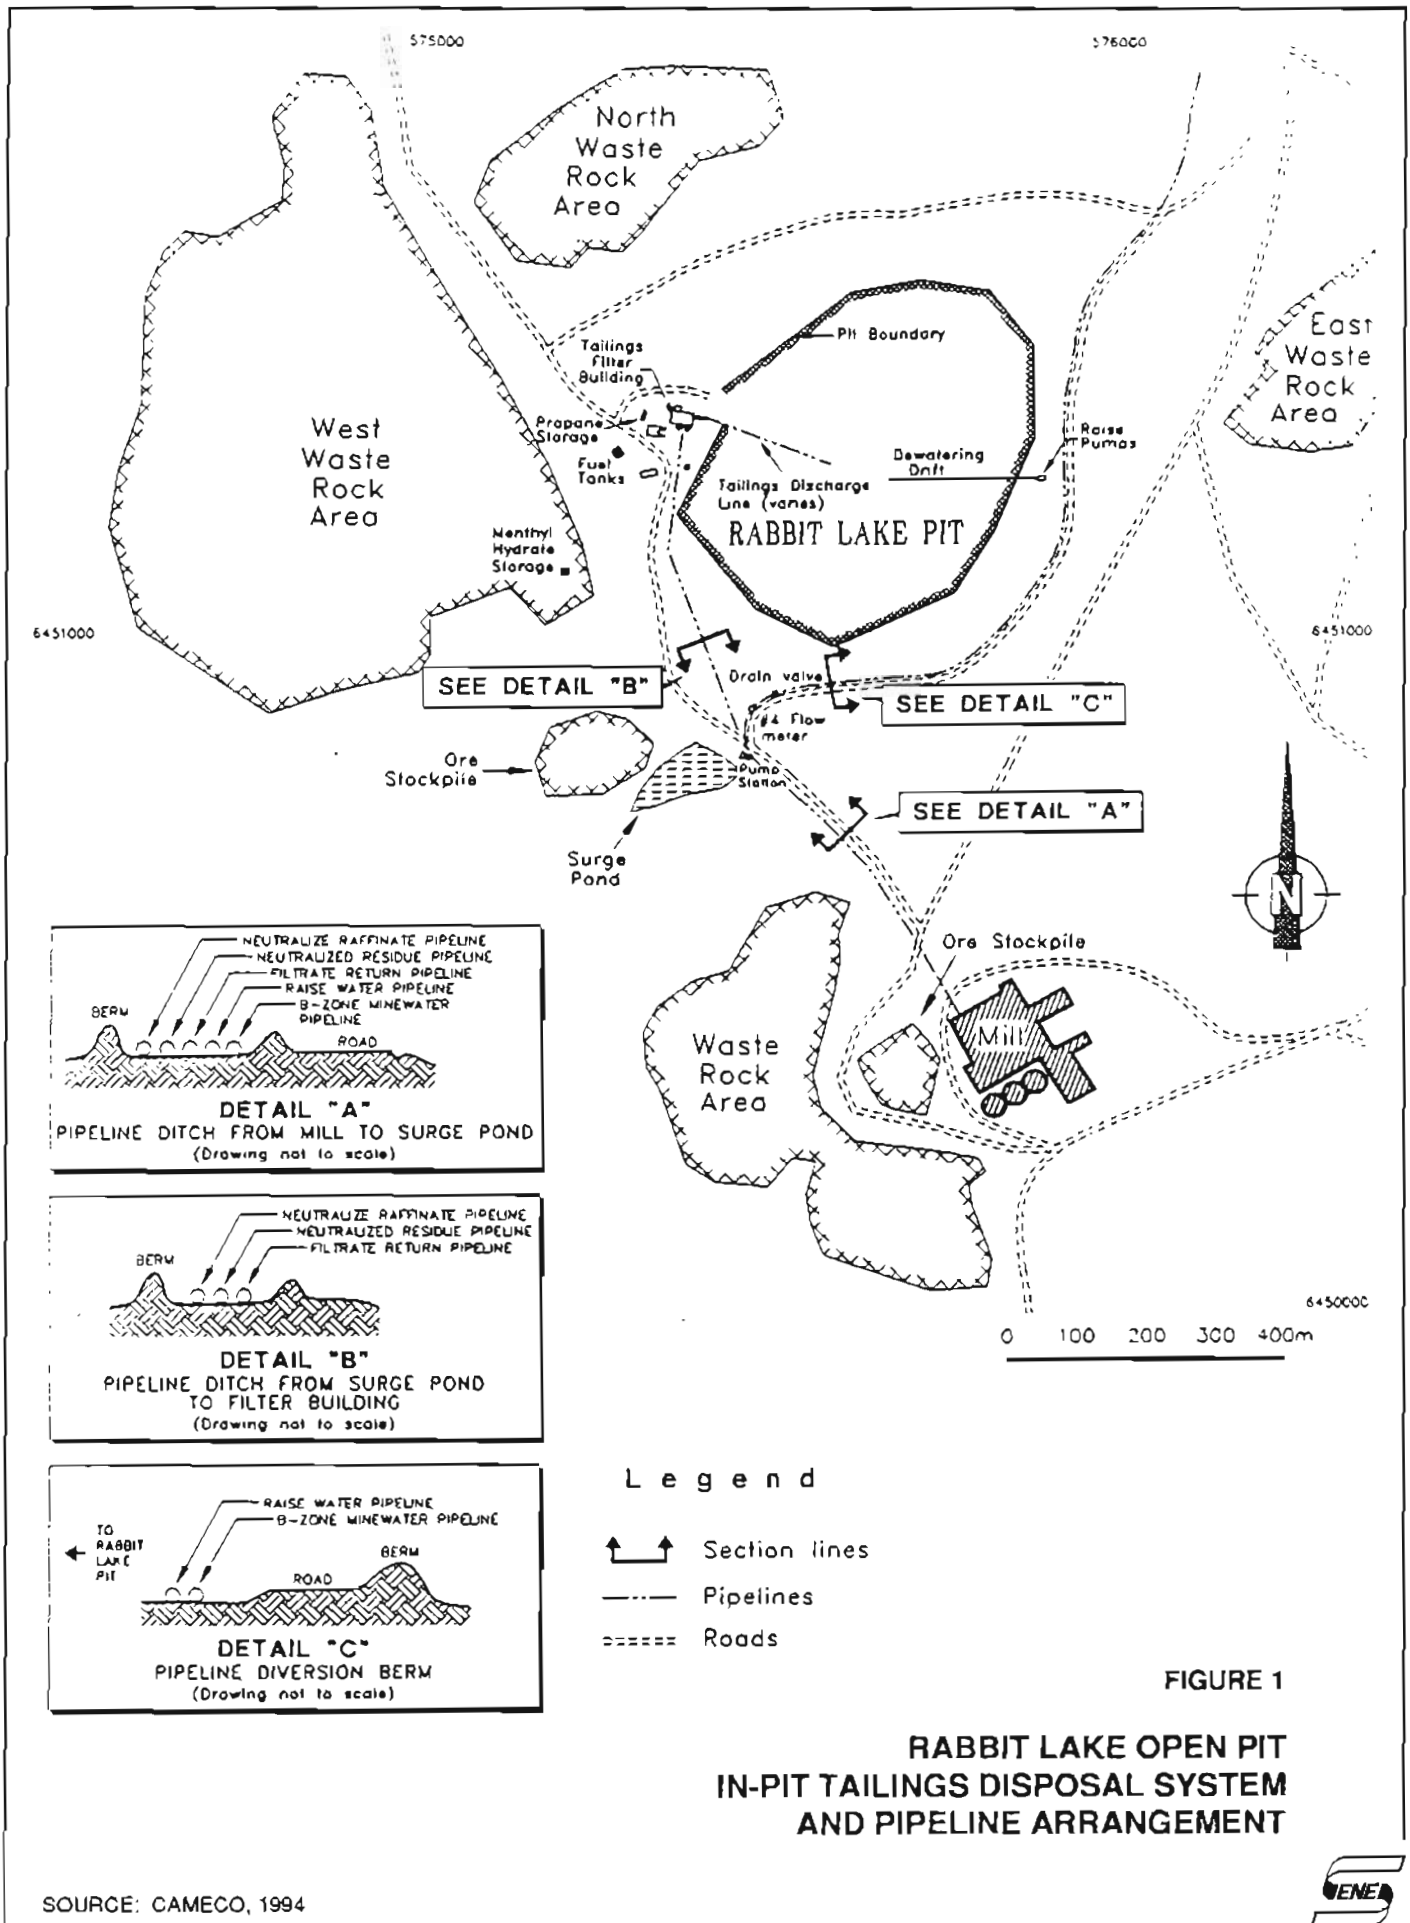 575000
576000
North
Waste
Rock
Area
Pit Boundary
East
Waste
Rock
Area
Tailings
Filter
Building
Propane
Storage
Fuel
Tanks
West
Waste
Rock
Area
Raise
Pumps
Dewatering
Drift
Tailings Discharge
Line (varies)
RABBIT LAKE PIT
Menthyl
Hydrate
Storage
6451000
6451000
SEE DETAIL "B"
Drain valve
SEE DETAIL "C"
#4 Flow
meter
Ore
Stockpile
Pump
Station
SEE DETAIL "A"
Surge
Pond
N
Ore Stockpile
Mill
Waste
Rock
Area
NEUTRALIZE RAFFINATE PIPELINE
NEUTRALIZED RESIDUE PIPELINE
FILTRATE RETURN PIPELINE
RAISE WATER PIPELINE
B-ZONE MINEWATER
PIPELINE
BERM
ROAD
DETAIL "A"
PIPELINE DITCH FROM MILL TO SURGE POND
(Drawing not to scale)
NEUTRALIZE RAFFINATE PIPELINE
NEUTRALIZED RESIDUE PIPELINE
FILTRATE RETURN PIPELINE
BERM
DETAIL "B"
PIPELINE DITCH FROM SURGE POND
TO FILTER BUILDING
(Drawing not to scale)
6450000
0 100 200 300 400m
RAISE WATER PIPELINE
B-ZONE MINEWATER PIPELINE
TO
RABBIT
LAKE
PIT
BERM
ROAD
DETAIL "C"
PIPELINE DIVERSION BERM
(Drawing not to scale)
Legend
Section lines
Pipelines
Roads
FIGURE 1
RABBIT LAKE OPEN PIT
IN-PIT TAILINGS DISPOSAL SYSTEM
AND PIPELINE ARRANGEMENT
SOURCE: CAMECO, 1994
SENES